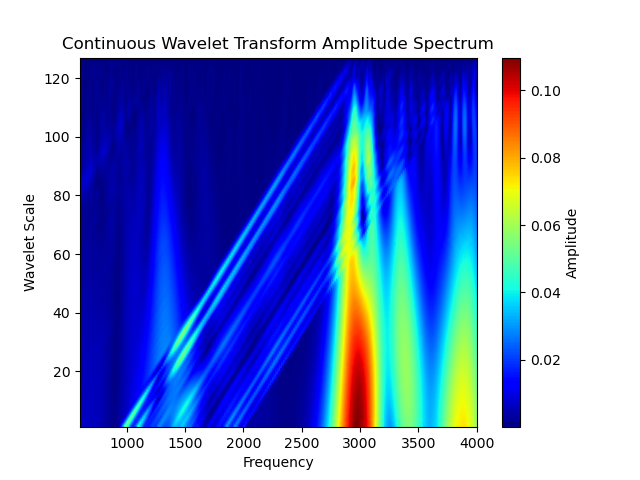 Continuous Wavelet Transform Amplitude Spectrum
120
100
80
60
40
20
Wavelet Scale
1000 1500 2000 2500 3000 3500 4000
Frequency
0.10
0.08
0.06
0.04
0.02
Amplitude